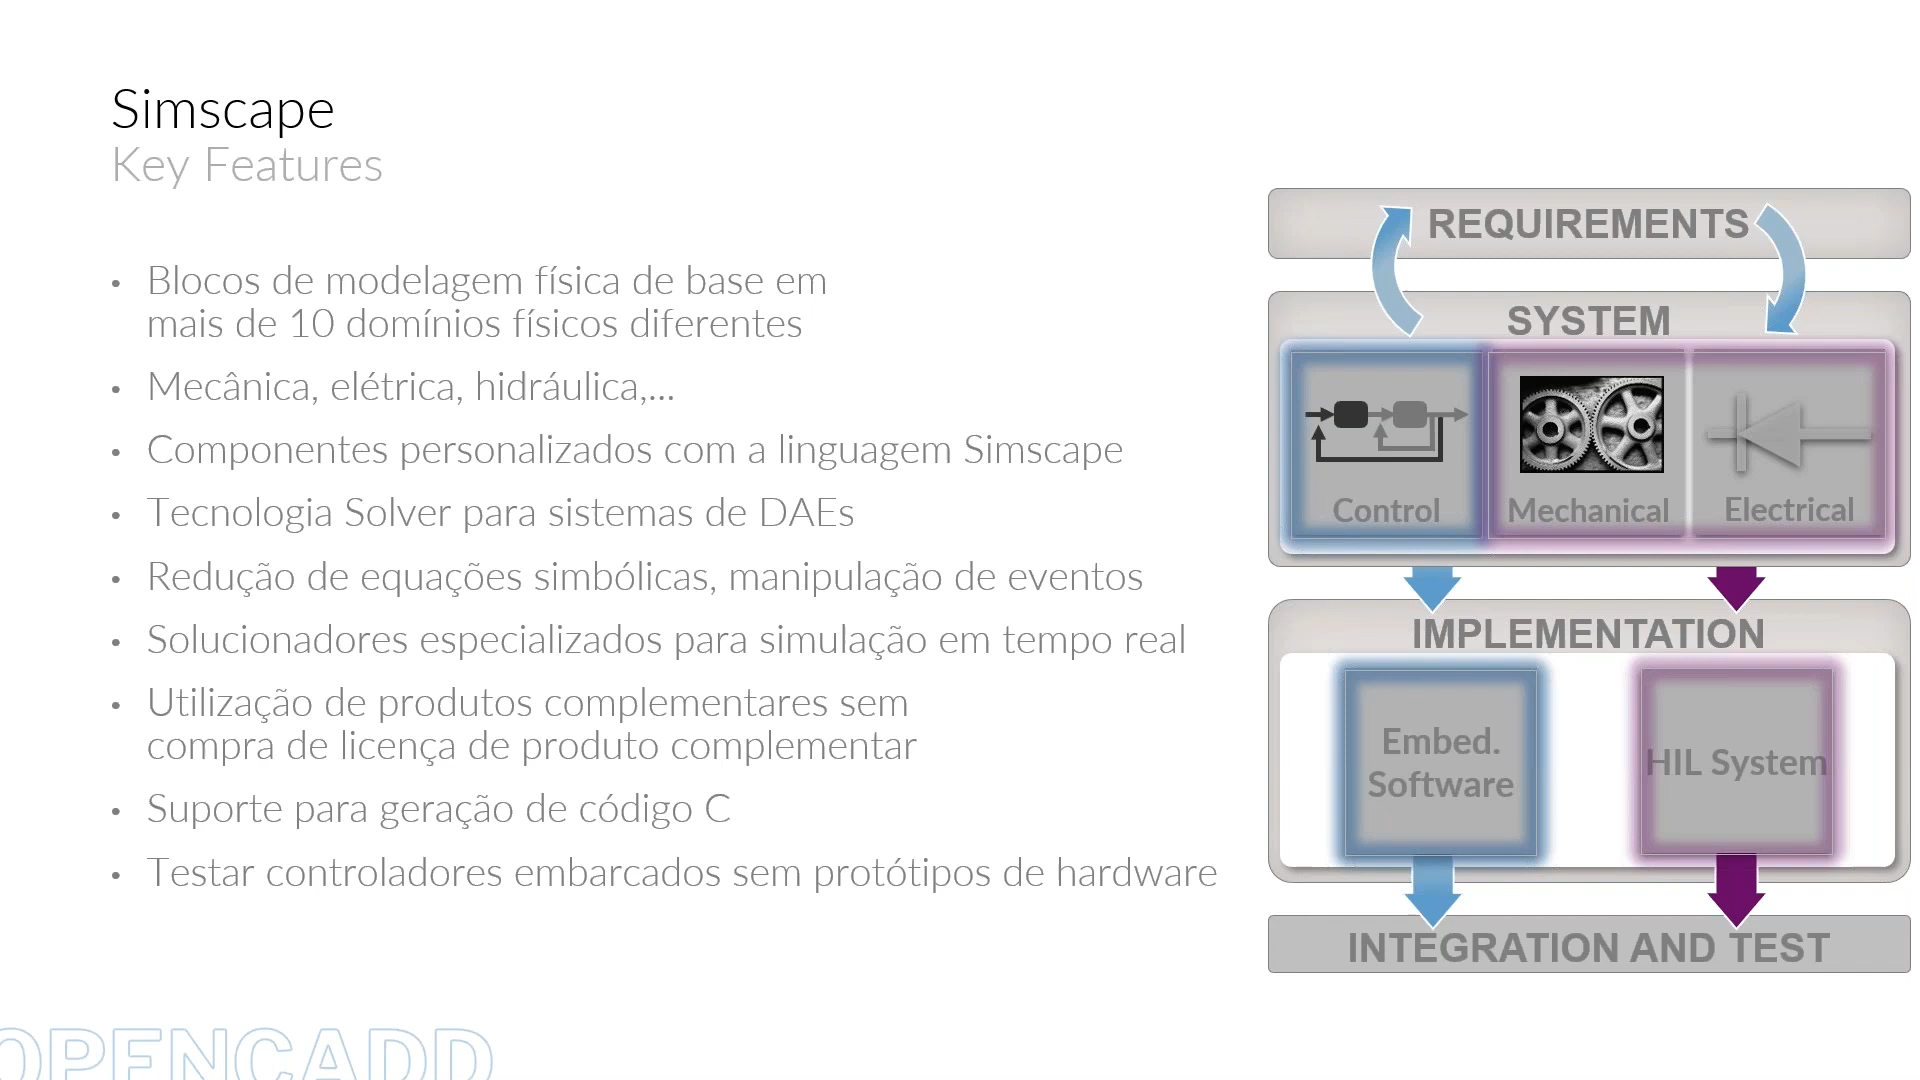 Simscape
Key Features
• Blocos de modelagem física de base em
mais de 10 domínios físicos diferentes
• Mecânica, elétrica, hidráulica,...
• Componentes personalizados com a linguagem Simscape
• Tecnologia Solver para sistemas de DAEs
• Redução de equações simbólicas, manipulação de eventos
• Solucionadores especializados para simulação em tempo real
• Utilização de produtos complementares sem
compra de licença de produto complementar
• Suporte para geração de código C
• Testar controladores embarcados sem protótipos de hardware
REQUIREMENTS
SYSTEM
Control
Mechanical
Electrical
IMPLEMENTATION
Embed.
Software
HIL System
INTEGRATION AND TEST
OPENCADD